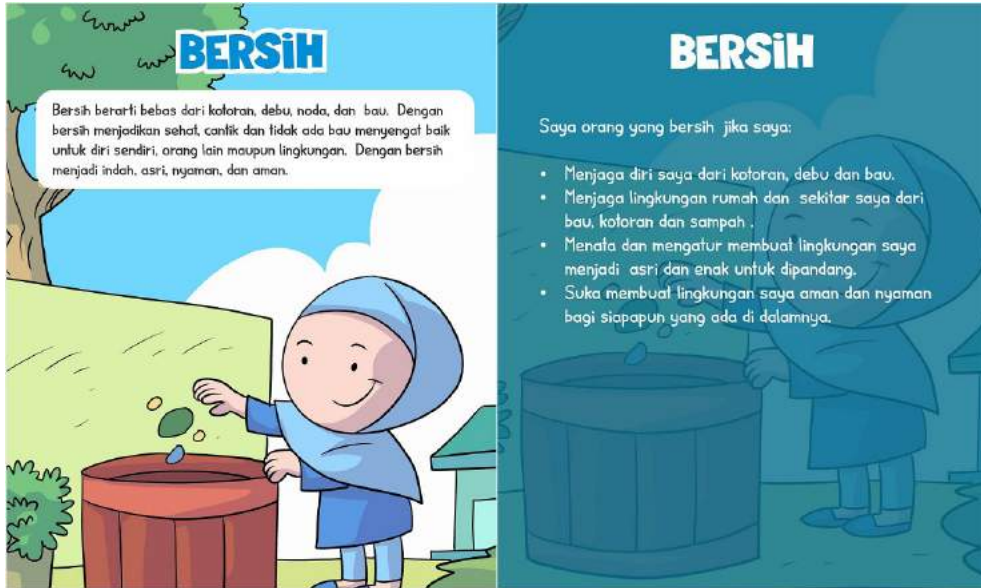 BERSiH
Bersih berarti bebas dari kotoran, debu, noda, dan bau. Dengan
bersih menjadikan sehat, cantik dan tidak ada bau menyengat baik
untuk diri sendiri, orang lain maupun lingkungan. Dengan bersih
menjadi indah, asri, nyaman, dan aman.
BERSiH
Saya orang yang bersih jika saya:
• Menjaga diri saya dari kotoran, debu dan bau.
• Menjaga lingkungan rumah dan sekitar saya dari
bau, kotoran dan sampah .
• Menata dan mengatur membuat lingkungan saya
menjadi asri dan enak untuk dipandang.
• Suka membuat lingkungan saya aman dan nyaman
bagi siapapun yang ada di dalamnya.